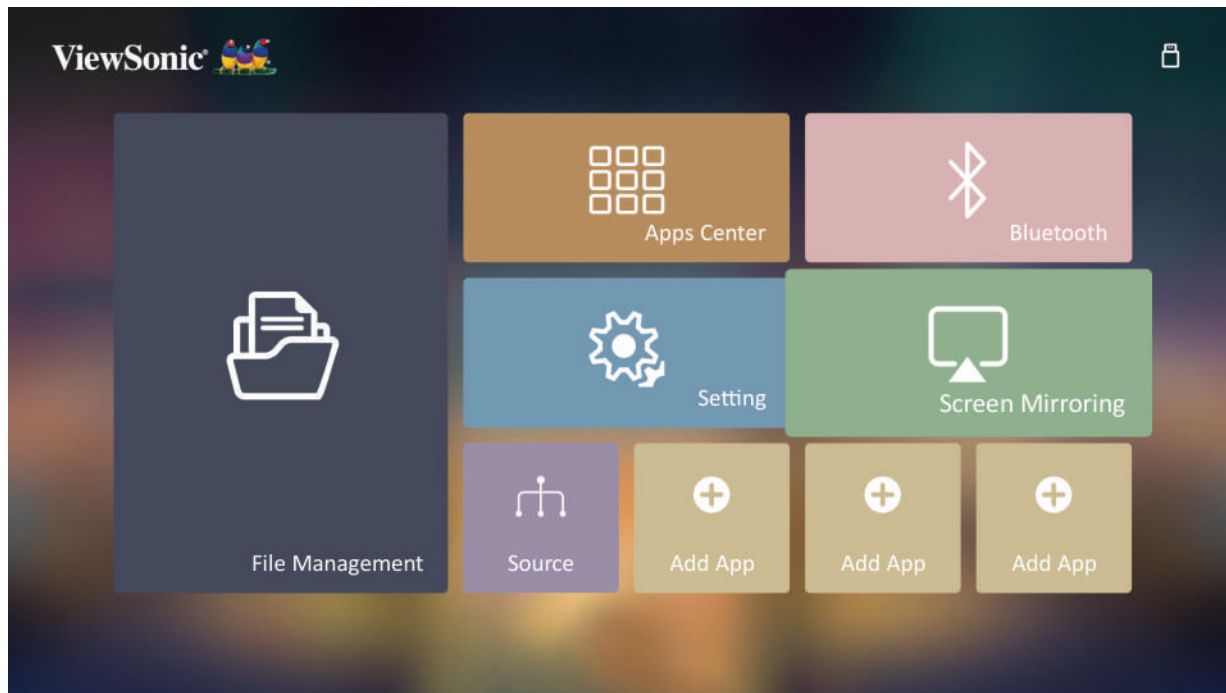 ViewSonic®
Apps Center
Bluetooth
Setting
Screen Mirroring
File Management
Source
Add App
Add App
Add App